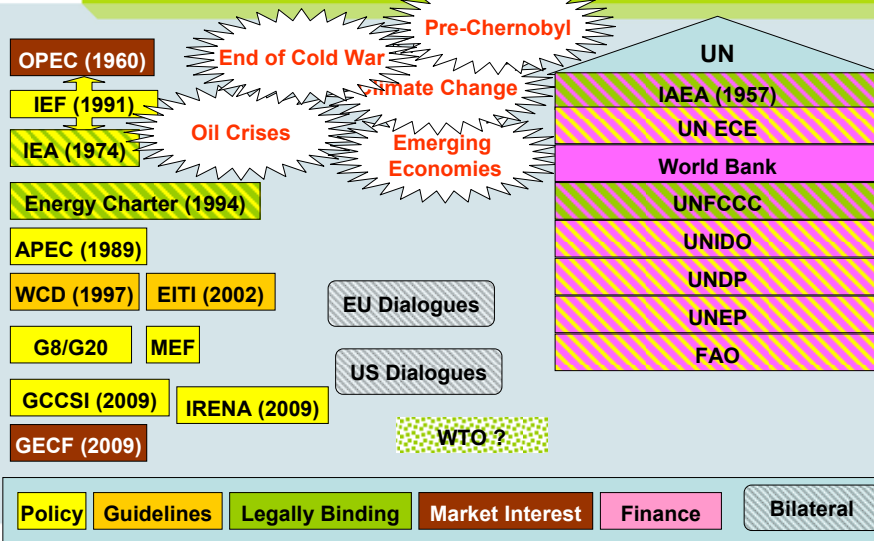 Pre-Chernobyl
End of Cold War
Climate Change
Oil Crises
Emerging
Economies
OPEC (1960)
IEF (1991)
IEA (1974)
Energy Charter (1994)
APEC (1989)
WCD (1997)
EITI (2002)
G8/G20
MEF
GCCSI (2009)
IRENA (2009)
GECF (2009)
EU Dialogues
US Dialogues
WTO ?
UN
IAEA (1957)
UN ECE
World Bank
UNFCCC
UNIDO
UNDP
UNEP
FAO
Policy
Guidelines
Legally Binding
Market Interest
Finance
Bilateral